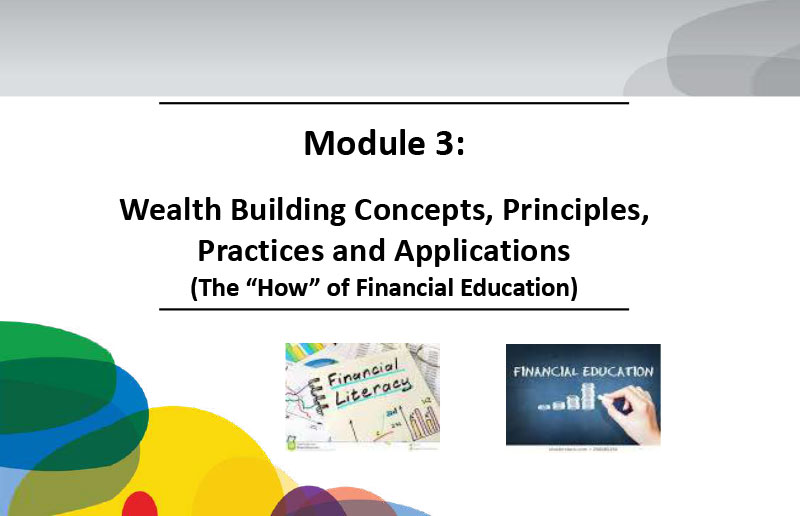 Module 3:
Wealth Building Concepts, Principles,
Practices and Applications
(The “How” of Financial Education)
Financial
Literacy
FINANCIAL EDUCATION